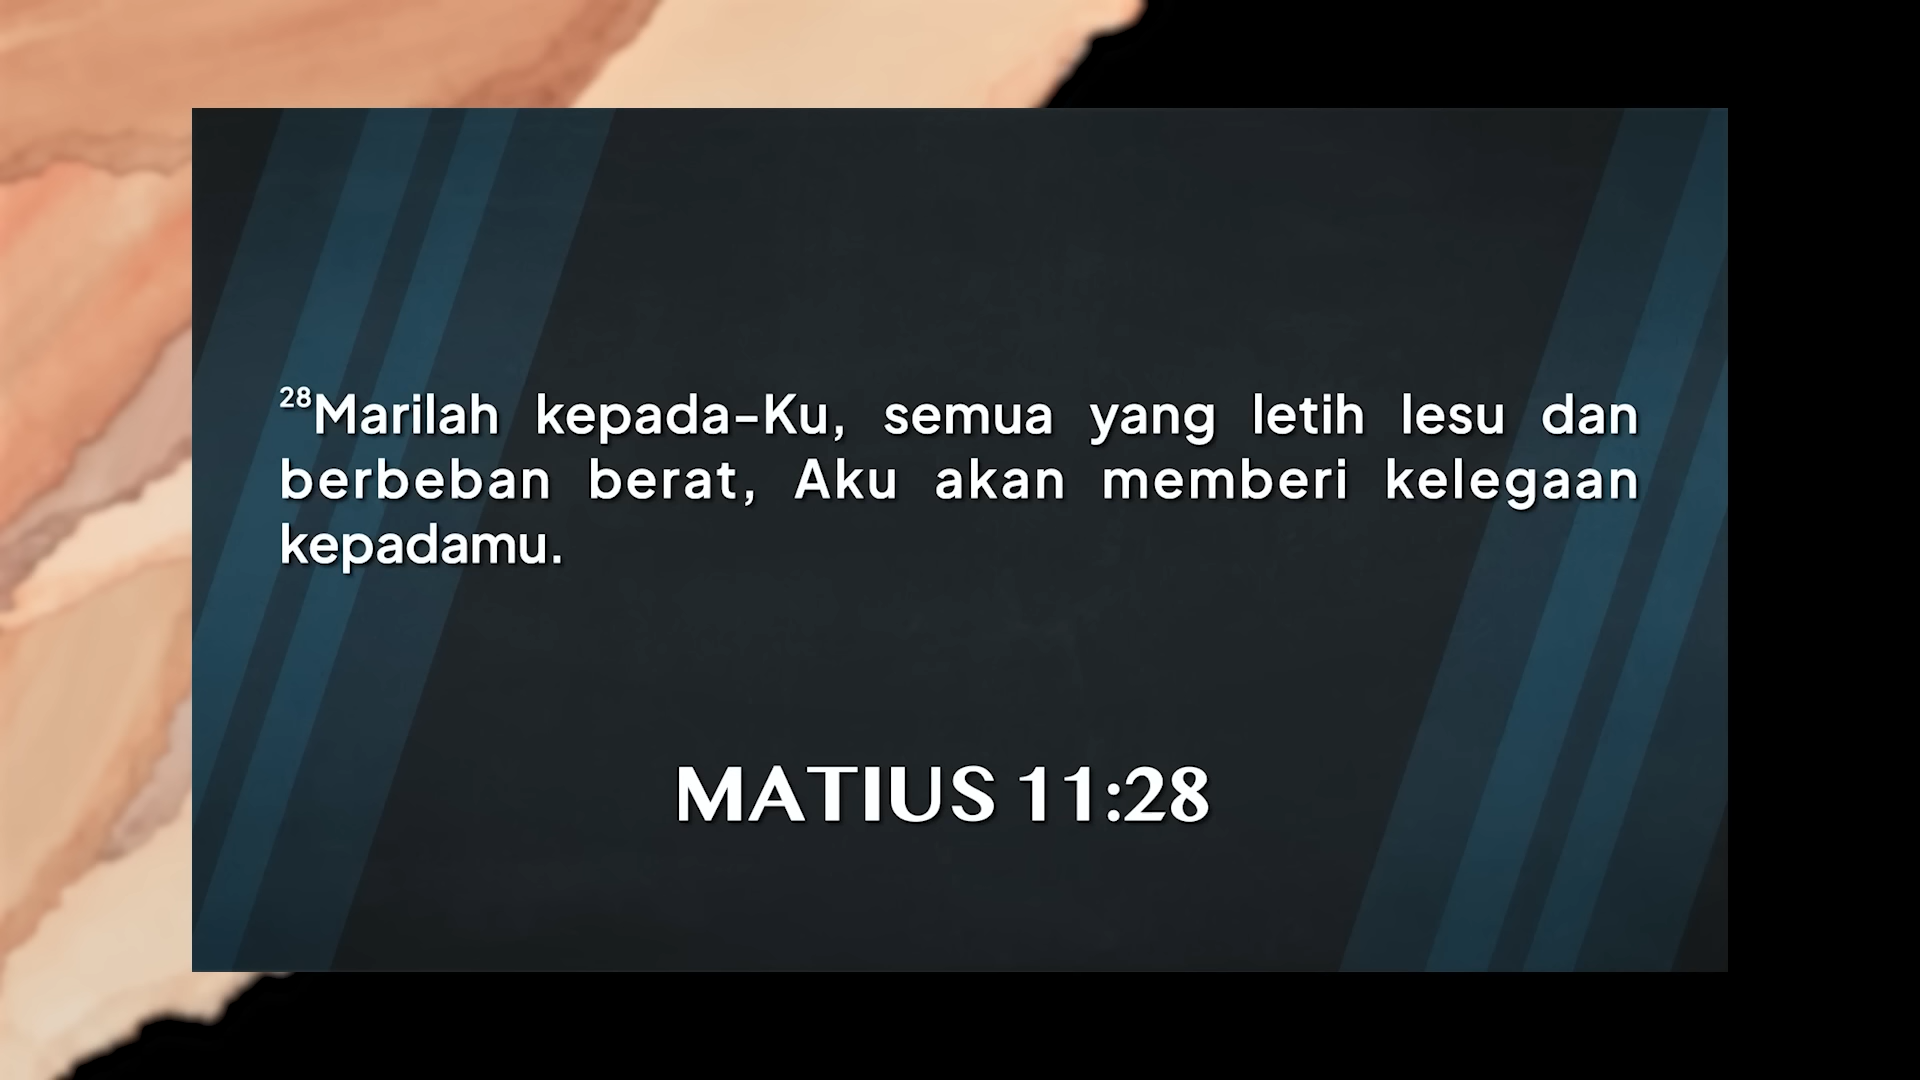 28Marilah kepada-Ku, semua yang letih lesu dan
berbeban berat, Aku akan memberi kelegaan
kepadamu.
MATIUS 11:28